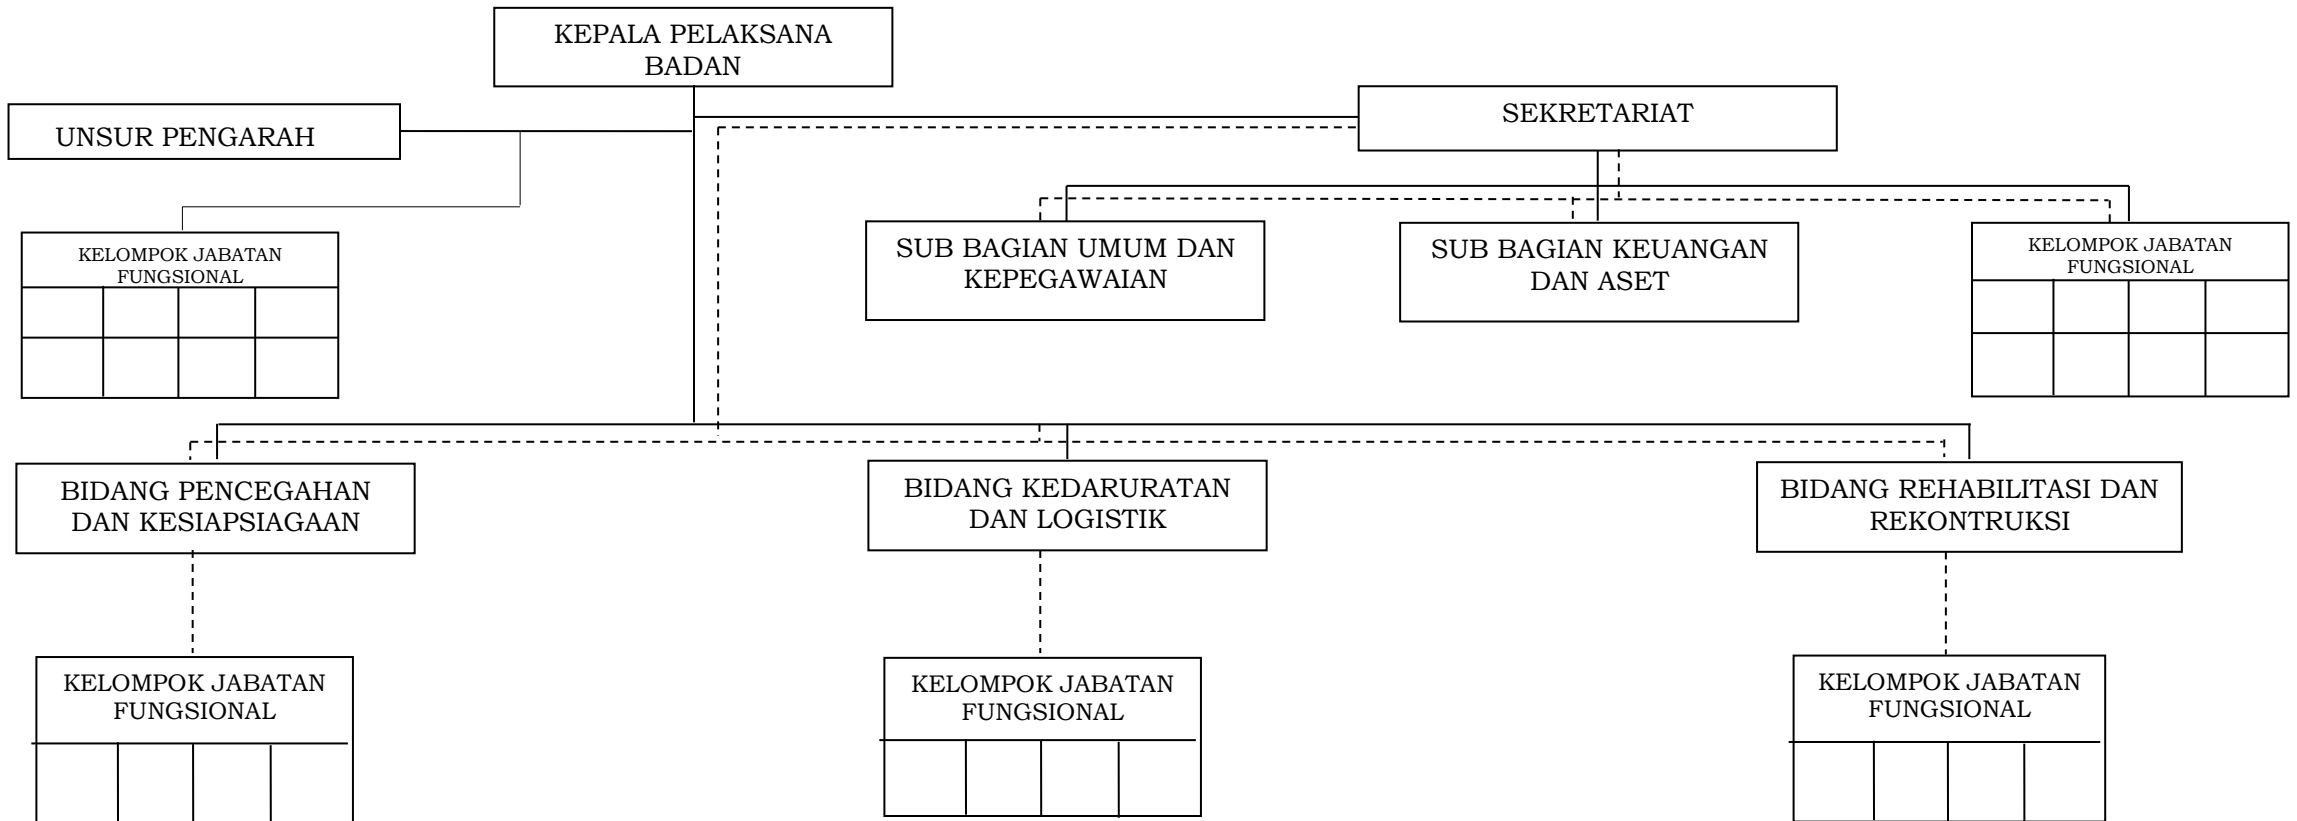 KEPALA PELAKSANA
BADAN
UNSUR PENGARAH
SEKRETARIAT
KELOMPOK JABATAN
FUNGSIONAL
SUB BAGIAN UMUM DAN
KEPEGAWAIAN
SUB BAGIAN KEUANGAN
DAN ASET
KELOMPOK JABATAN
FUNGSIONAL
BIDANG PENCEGAHAN
DAN KESIAPSIAGAAN
BIDANG KEDARURATAN
DAN LOGISTIK
BIDANG REHABILITASI DAN
REKONTRUKSI
KELOMPOK JABATAN
FUNGSIONAL
KELOMPOK JABATAN
FUNGSIONAL
KELOMPOK JABATAN
FUNGSIONAL